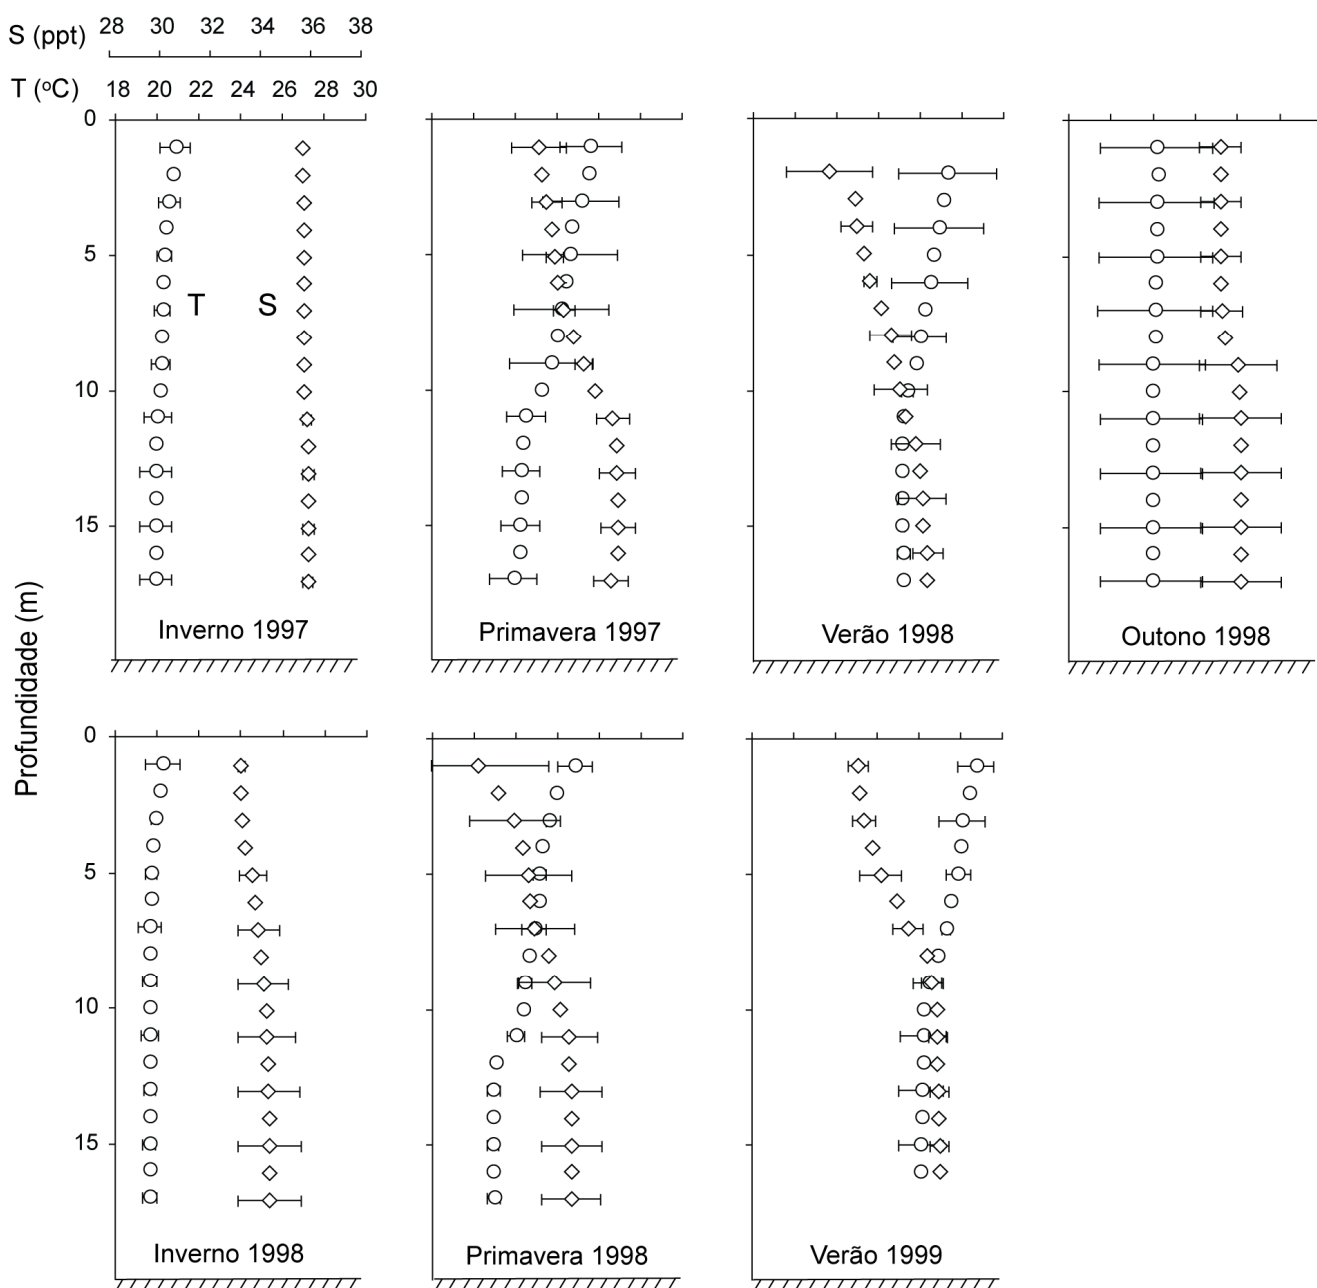 S (ppt) 28 30 32 34 36 38
T (ºC) 18 20 22 24 26 28 30
0
5
10
15
T S
Inverno 1997
Primavera 1997
Verão 1998
Outono 1998
Profundidade (m)
0
5
10
15
Inverno 1998
Primavera 1998
Verão 1999